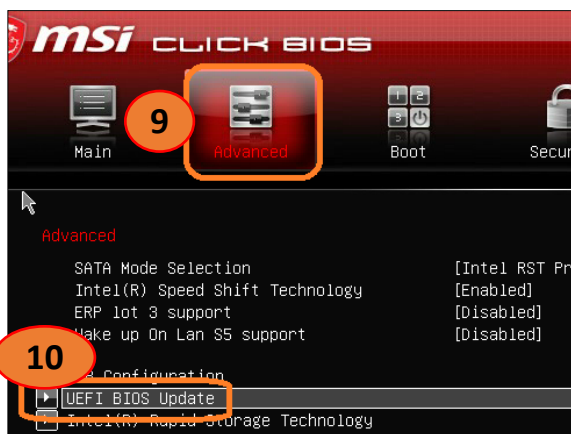 msi CLICK BIOS
9
Main Advanced Boot Secur
Advanced
SATA Mode Selection [Intel RST Pr
Intel(R) Speed Shift Technology [Enabled]
ERP lot 3 support [Disabled]
Wake up On Lan S5 support [Disabled]
10
Configuration
UEFI BIOS Update
Intel(R) Rapid Storage Technology